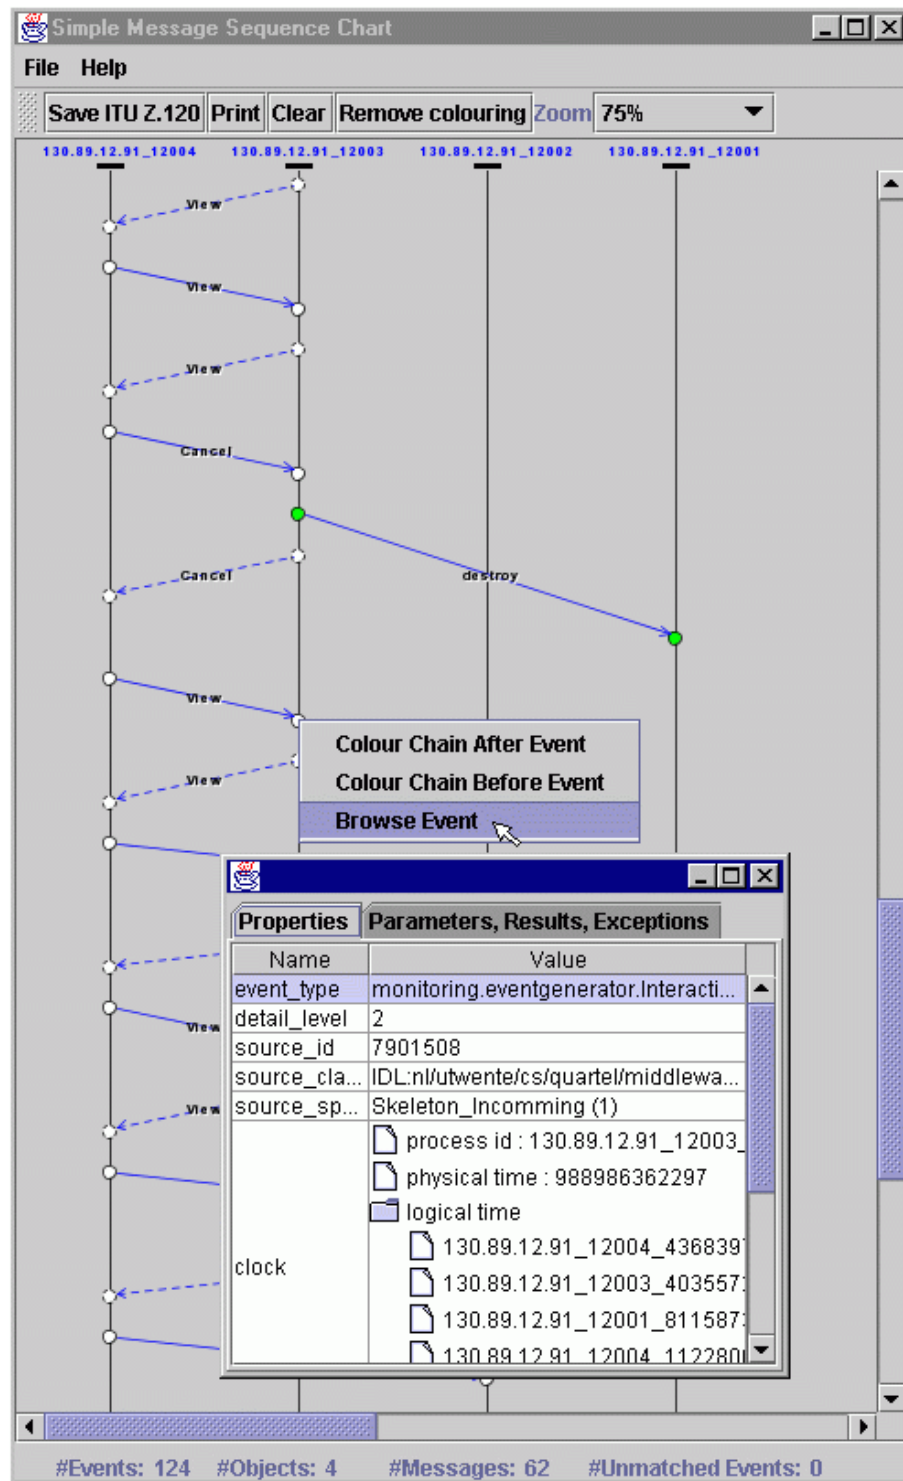 Simple Message Sequence Chart
File Help
Save ITU Z.120 Print Clear Remove colouring Zoom 75%
130.89.12.91_12004 130.89.12.91_12003 130.89.12.91_12002 130.89.12.91_12001
View
View
View
Cancel
Cancel destroy
View
Colour Chain After Event
View
Colour Chain Before Event
Browse Event
Properties Parameters, Results, Exceptions
Name Value
event_type monitoring.eventgenerator.Interacti...
detail_level 2
View
source_id 7901508
source_cla... IDL:nl/utwente/cs/quartel/middlewa...
source_sp... Skeleton_Incomming (1)
View
process id : 130.89.12.91_12003_
physical time : 988986362297
logical time
130.89.12.91_12004_436839
clock
130.89.12.91_12003_403557
130.89.12.91_12001_811587
130.89.12.91_12004_112280
#Events: 124 #Objects: 4 #Messages: 62 #Unmatched Events: 0